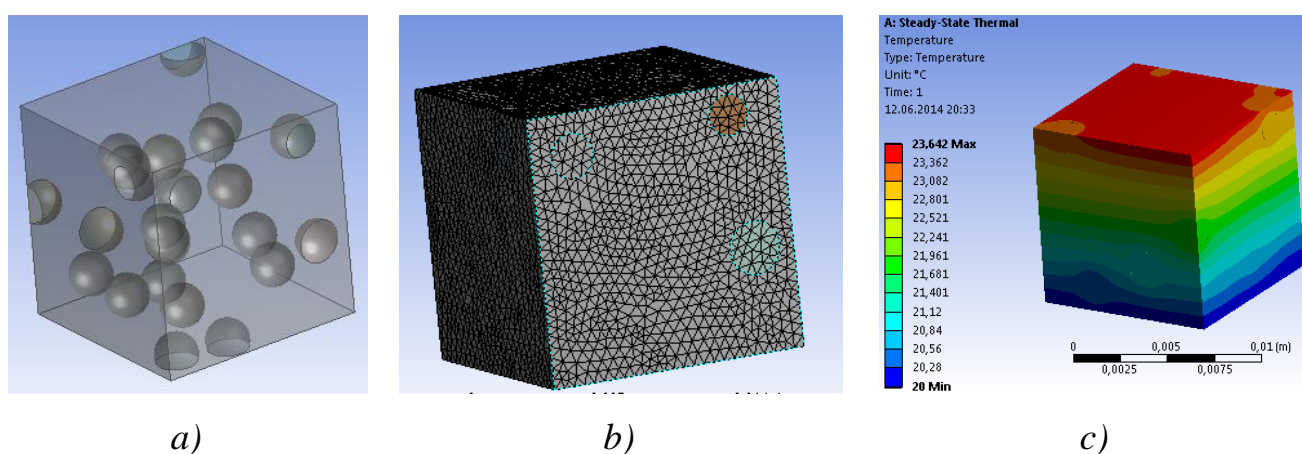 A: Steady-State Thermal
Temperature
Type: Temperature
Unit: °C
Time: 1
12.06.2014 20:33
23,642 Max
23,362
23,082
22,801
22,521
22,241
21,961
21,681
21,401
21,12
20,84
20,56
20,28
20 Min
0
0,005
0,01 (m)
0,0025
0,0075
a)
b)
c)